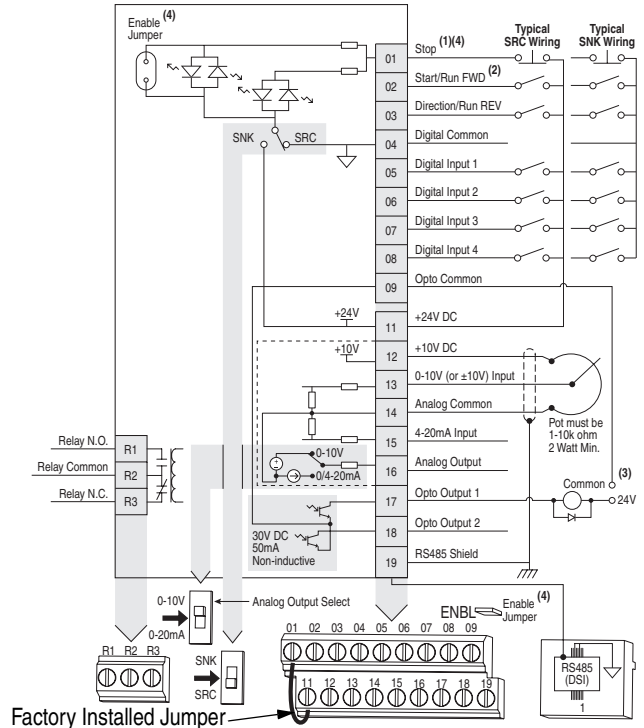 Enable (4)
Jumper
Typical
SRC Wiring
Typical
SNK Wiring
01
Stop (1)(4)
02
Start/Run FWD (2)
03
Direction/Run REV
SNK
SRC
04
Digital Common
05
Digital Input 1
06
Digital Input 2
07
Digital Input 3
08
Digital Input 4
09
Opto Common
+24V
11
+24V DC
+10V
12
+10V DC
13
0-10V (or ±10V) Input
14
Analog Common
Pot must be
1-10k ohm
2 Watt Min.
15
4-20mA Input
Relay N.O.
R1
Relay Common
R2
Relay N.C.
R3
0-10V
0/4-20mA
16
Analog Output
Common
(3)
24V
17
Opto Output 1
30V DC
50mA
Non-inductive
18
Opto Output 2
19
RS485 Shield
0-10V
0-20mA
Analog Output Select
ENBL
Enable (4)
Jumper
01 02 03 04 05 06 07 08 09
R1 R2 R3
SNK
SRC
11 12 13 14 15 16 17 18 19
RS485
(DSI)
1
Factory Installed Jumper